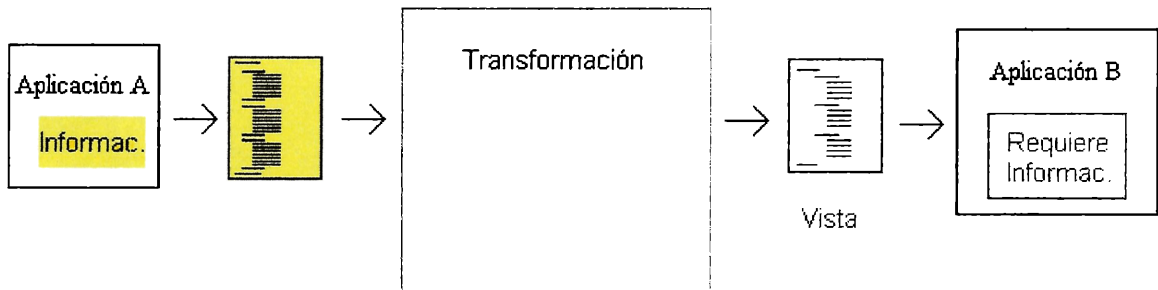 Aplicación A
Informac.
Transformación
Vista
Aplicación B
Requiere
Informac.